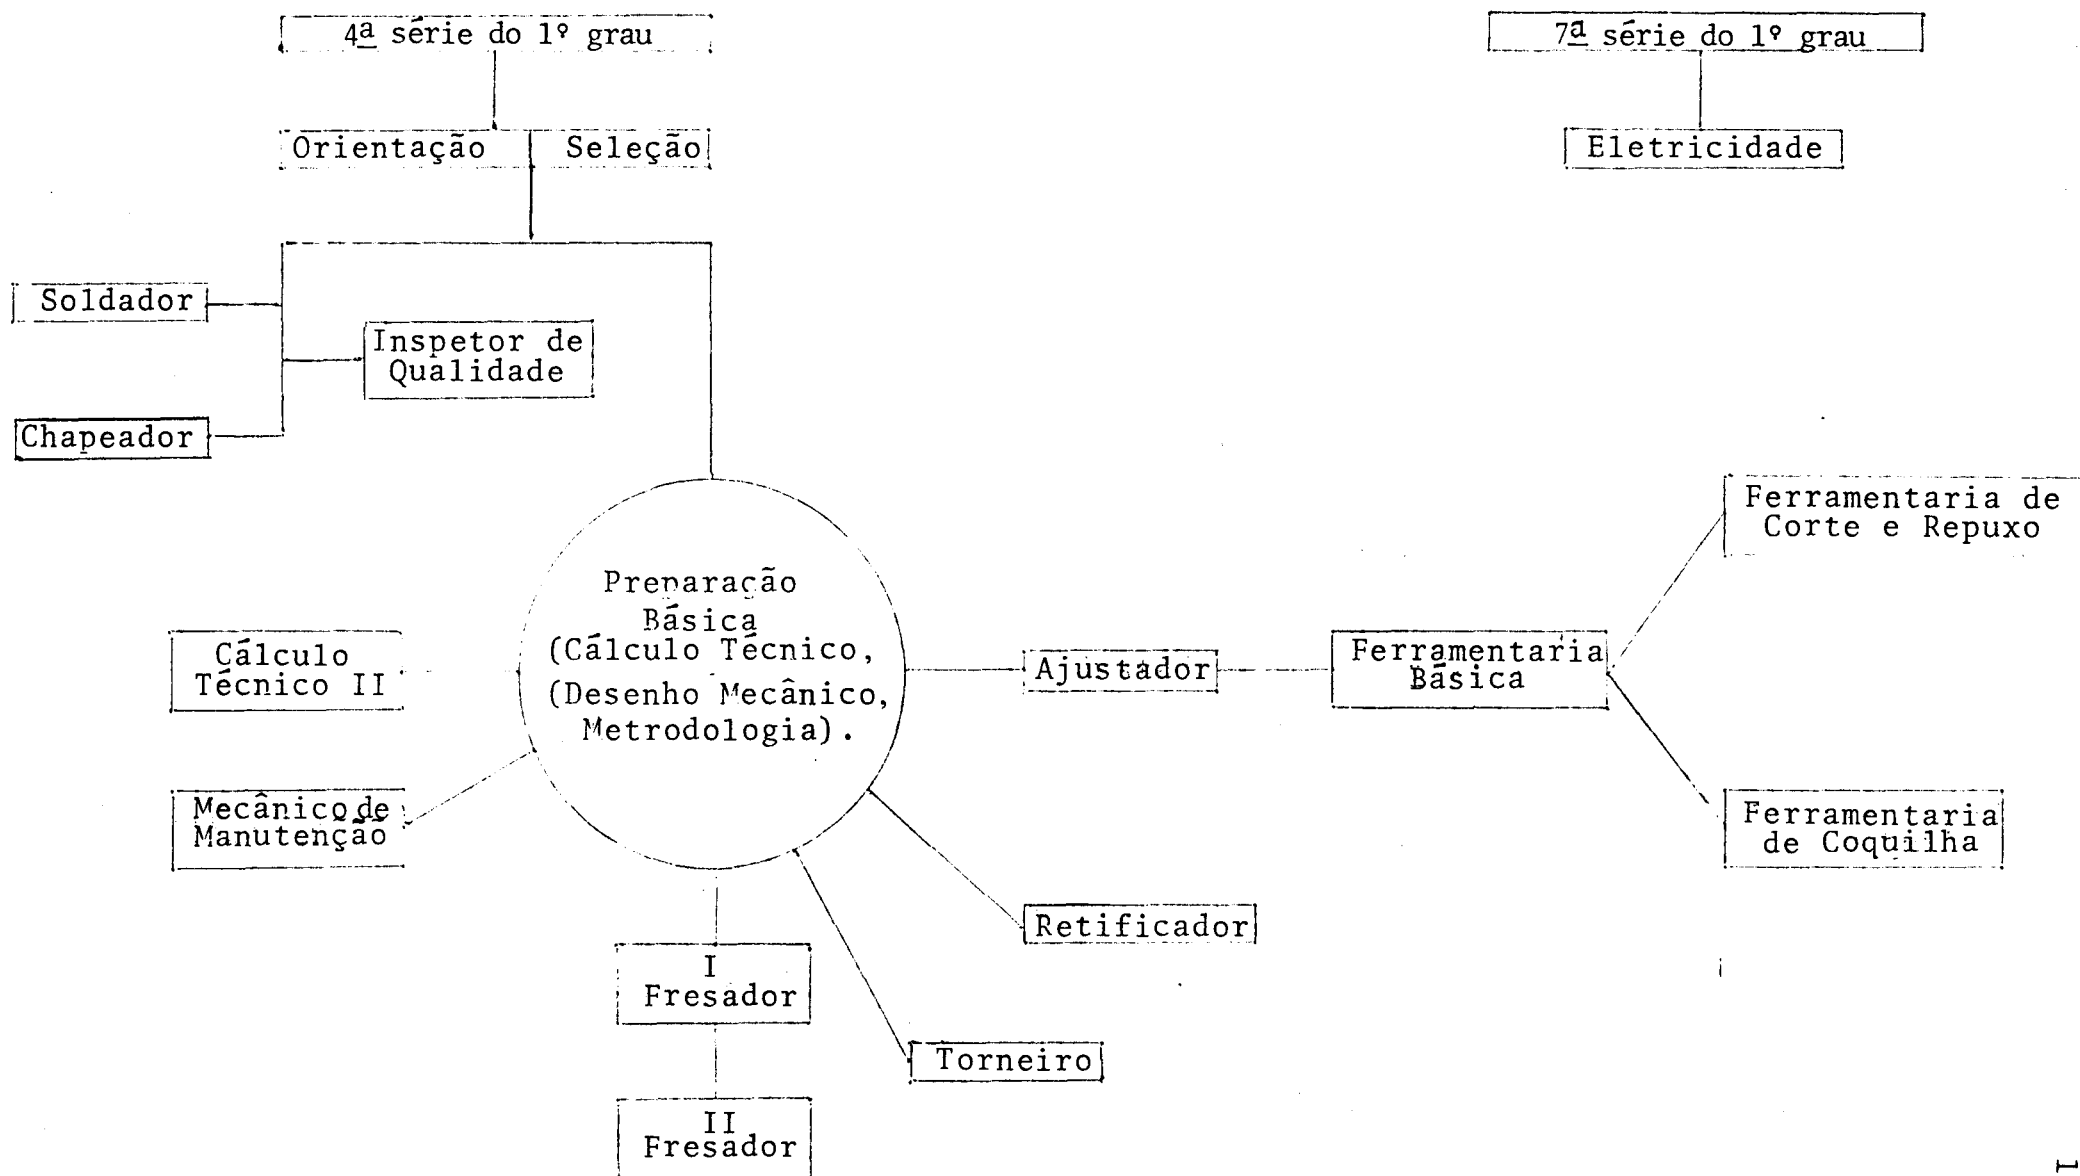 4ª série do 1º grau
7ª série do 1º grau
Orientação Seleção
Eletricidade
Soldador
Inspetor de
Qualidade
Chapeador
Ferramentaria de
Corte e Repuxo
Preparação
Básica
(Cálculo Técnico,
(Desenho Mecânico,
Metrodologia).
Cálculo
Técnico II
Ajustador
Ferramentaria
Básica
Mecânico de
Manutenção
Ferramentaria
de Coquilha
Retificador
I
Fresador
Torneiro
II
Fresador